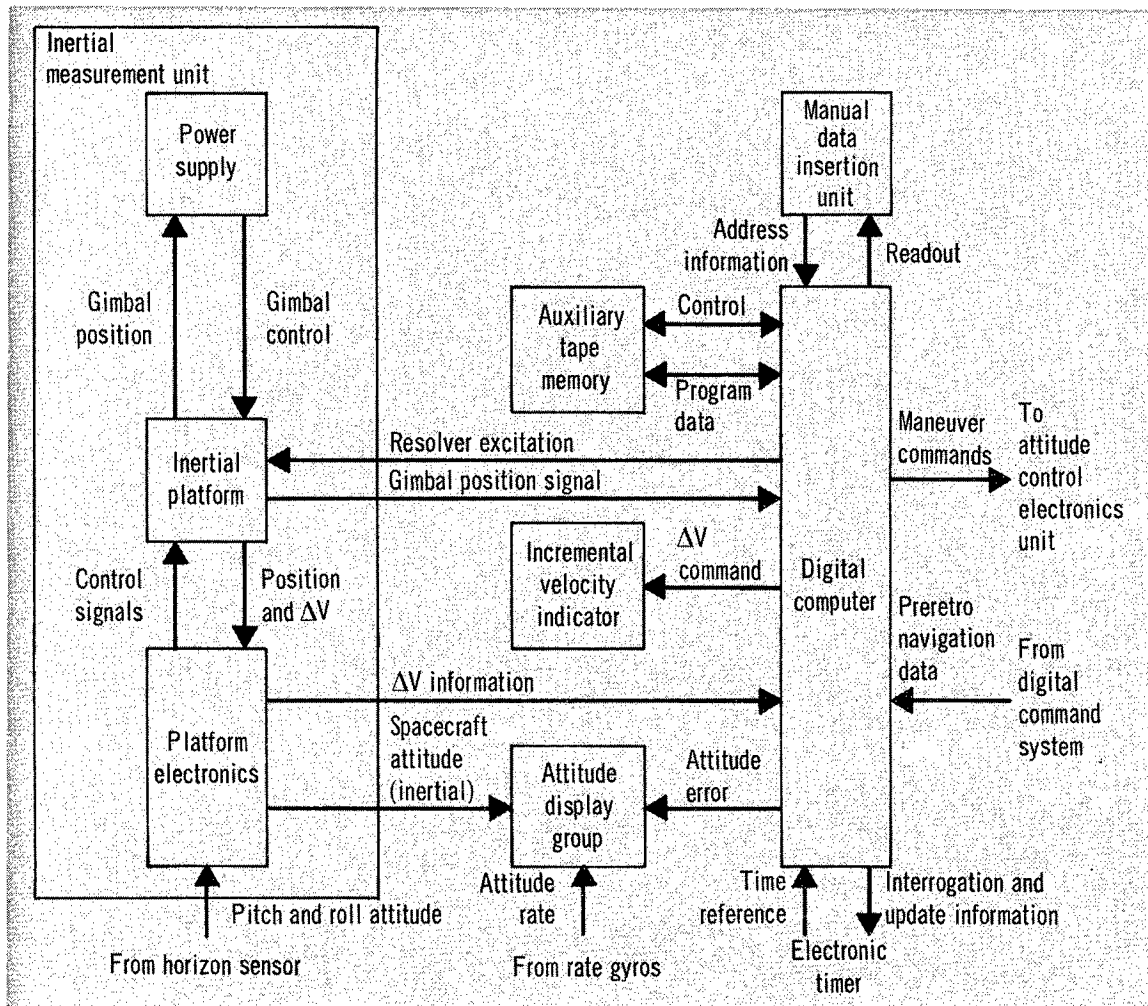 Inertial
measurement unit
Power
supply
Manual
data
insertion
unit
Address
information
Readout
Gimbal
position
Gimbal
control
Auxiliary
tape
memory
Control
Program
data
Inertial
platform
Resolver excitation
Gimbal position signal
Maneuver
commands
To
attitude
control
electronics
unit
Control
signals
Position
and ΔV
Incremental
velocity
indicator
ΔV
command
Digital
computer
Preretro
navigation
data
From
digital
command
system
Platform
electronics
ΔV information
Spacecraft
attitude
(inertial)
Attitude
display
group
Attitude
error
Pitch and roll attitude
From horizon sensor
Attitude
rate
From rate gyros
Time
reference
Interrogation and
update information
Electronic
timer